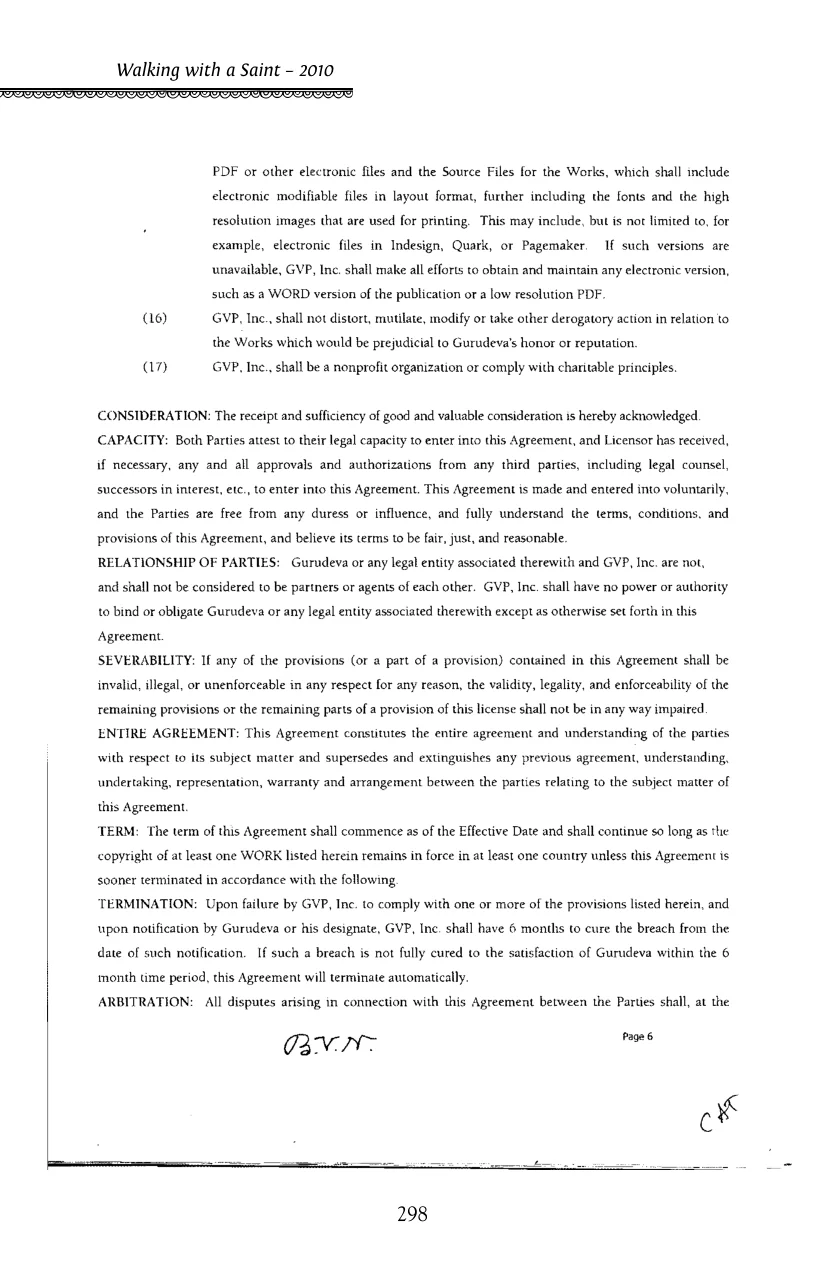 Walking with a Saint – 2010
PDF or other electronic files and the Source Files for the Works, which shall include
electronic modifiable files in layout format, further including the fonts and the high
resolution images that are used for printing. This may include, but is not limited to, for
example, electronic files in Indesign, Quark, or Pagemaker. If such versions are
unavailable, GVP, Inc. shall make all efforts to obtain and maintain any electronic version,
such as a WORD version of the publication or a low resolution PDF.
(16) GVP, Inc., shall not distort, mutilate, modify or take other derogatory action in relation to
the Works which would be prejudicial to Gurudeva's honor or reputation.
(17) GVP, Inc., shall be a nonprofit organization or comply with charitable principles.
CONSIDERATION: The receipt and sufficiency of good and valuable consideration is hereby acknowledged.
CAPACITY: Both Parties attest to their legal capacity to enter into this Agreement, and Licensor has received,
if necessary, any and all approvals and authorizations from any third parties, including legal counsel,
successors in interest, etc., to enter into this Agreement. This Agreement is made and entered into voluntarily,
and the Parties are free from any duress or influence, and fully understand the terms, conditions, and
provisions of this Agreement, and believe its terms to be fair, just, and reasonable.
RELATIONSHIP OF PARTIES: Gurudeva or any legal entity associated therewith and GVP, Inc. are not,
and shall not be considered to be partners or agents of each other. GVP, Inc. shall have no power or authority
to bind or obligate Gurudeva or any legal entity associated therewith except as otherwise set forth in this
Agreement.
SEVERABILITY: If any of the provisions (or a part of a provision) contained in this Agreement shall be
invalid, illegal, or unenforceable in any respect for any reason, the validity, legality, and enforceability of the
remaining provisions or the remaining parts of a provision of this license shall not be in any way impaired.
ENTIRE AGREEMENT: This Agreement constitutes the entire agreement and understanding of the parties
with respect to its subject matter and supersedes and extinguishes any previous agreement, understanding,
undertaking, representation, warranty and arrangement between the parties relating to the subject matter of
this Agreement.
TERM: The term of this Agreement shall commence as of the Effective Date and shall continue so long as the
copyright of at least one WORK listed herein remains in force in at least one country unless this Agreement is
sooner terminated in accordance with the following.
TERMINATION: Upon failure by GVP, Inc. to comply with one or more of the provisions listed herein, and
upon notification by Gurudeva or his designate, GVP, Inc. shall have 6 months to cure the breach from the
date of such notification. If such a breach is not fully cured to the satisfaction of Gurudeva within the 6
month time period, this Agreement will terminate automatically.
ARBITRATION: All disputes arising in connection with this Agreement between the Parties shall, at the
B.V.N.
Page 6
298